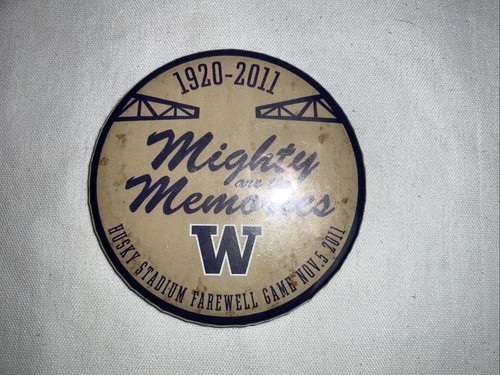 1920-2011
Mighty
are the
Memories
W
HUSKY STADIUM FAREWELL GAME NOV. 5 2011